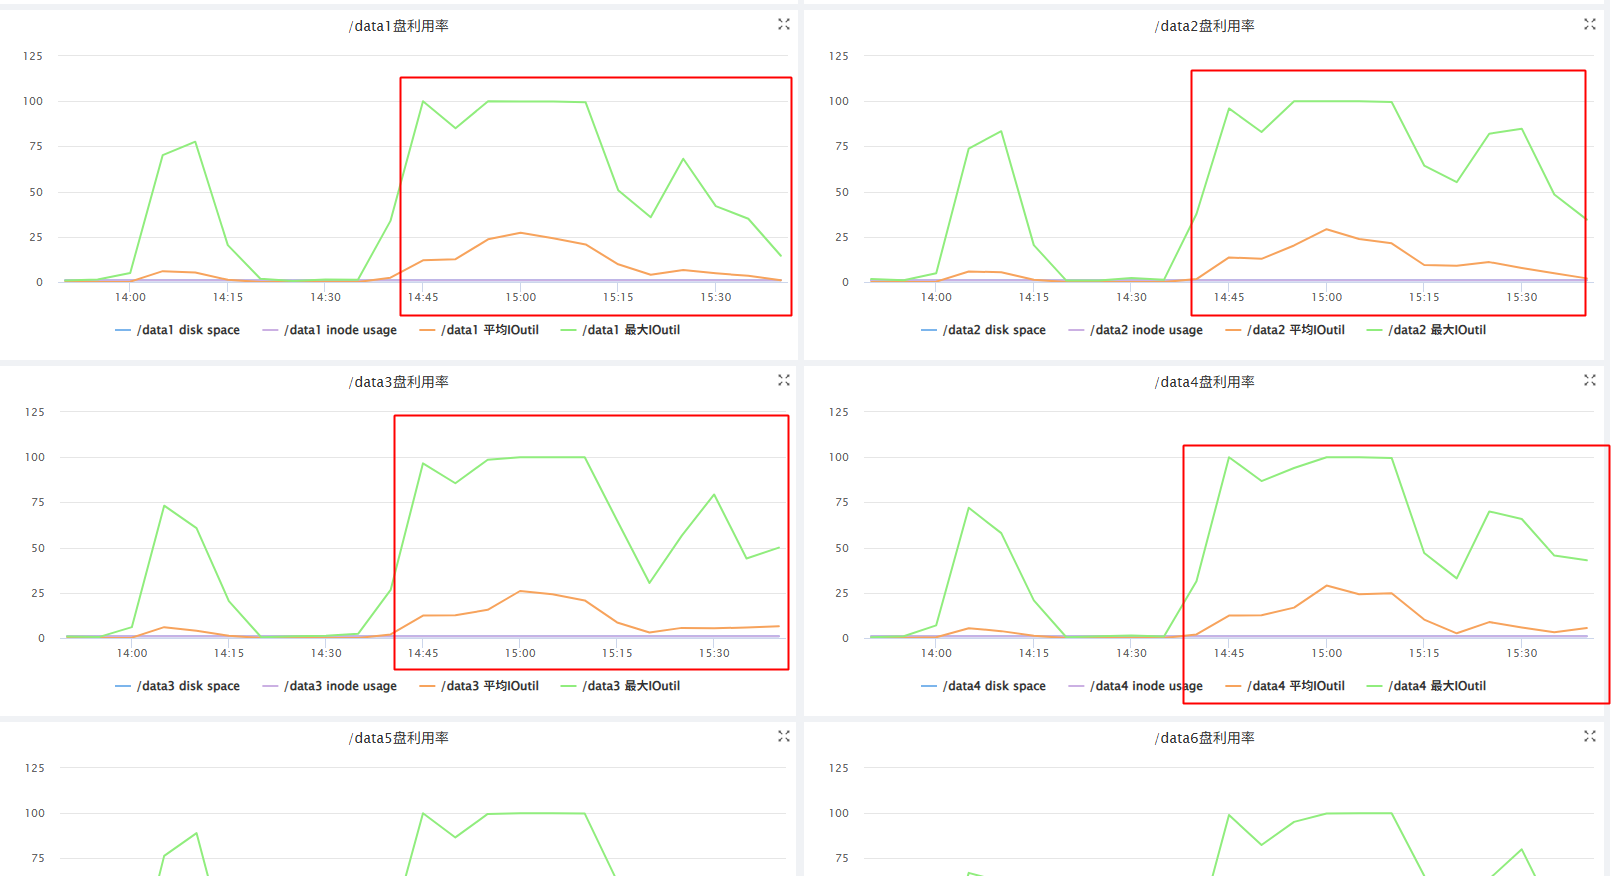 /data1盘利用率
125
100
75
50
25
0
14:00 14:15 14:30 14:45 15:00 15:15 15:30
/data1 disk space /data1 inode usage /data1 平均IOutil /data1 最大IOutil
/data2盘利用率
125
100
75
50
25
0
14:00 14:15 14:30 14:45 15:00 15:15 15:30
/data2 disk space /data2 inode usage /data2 平均IOutil /data2 最大IOutil
/data3盘利用率
125
100
75
50
25
0
14:00 14:15 14:30 14:45 15:00 15:15 15:30
/data3 disk space /data3 inode usage /data3 平均IOutil /data3 最大IOutil
/data4盘利用率
125
100
75
50
25
0
14:00 14:15 14:30 14:45 15:00 15:15 15:30
/data4 disk space /data4 inode usage /data4 平均IOutil /data4 最大IOutil
/data5盘利用率
125
100
75
/data6盘利用率
125
100
75